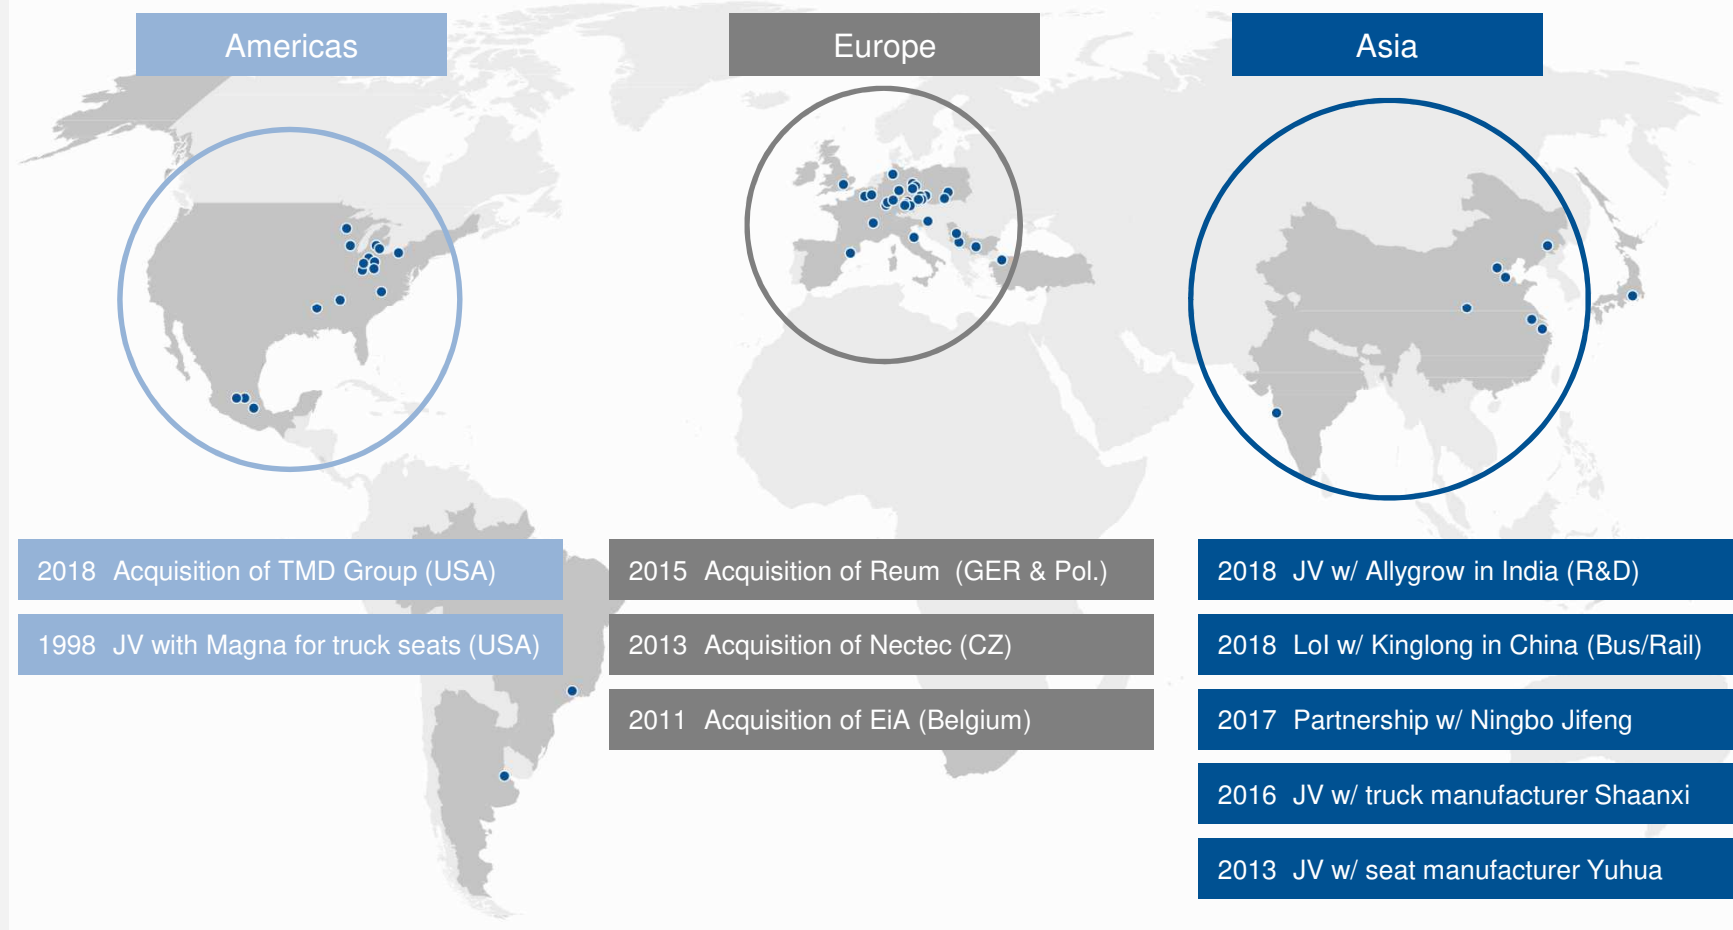 Americas
2018 Acquisition of TMD Group (USA)
1998 JV with Magna for truck seats (USA)
Europe
2015 Acquisition of Reum (GER & Pol.)
2013 Acquisition of Nectec (CZ)
2011 Acquisition of EiA (Belgium)
Asia
2018 JV w/ Allygrow in India (R&D)
2018 LoI w/ Kinglong in China (Bus/Rail)
2017 Partnership w/ Ningbo Jifeng
2016 JV w/ truck manufacturer Shaanxi
2013 JV w/ seat manufacturer Yuhua